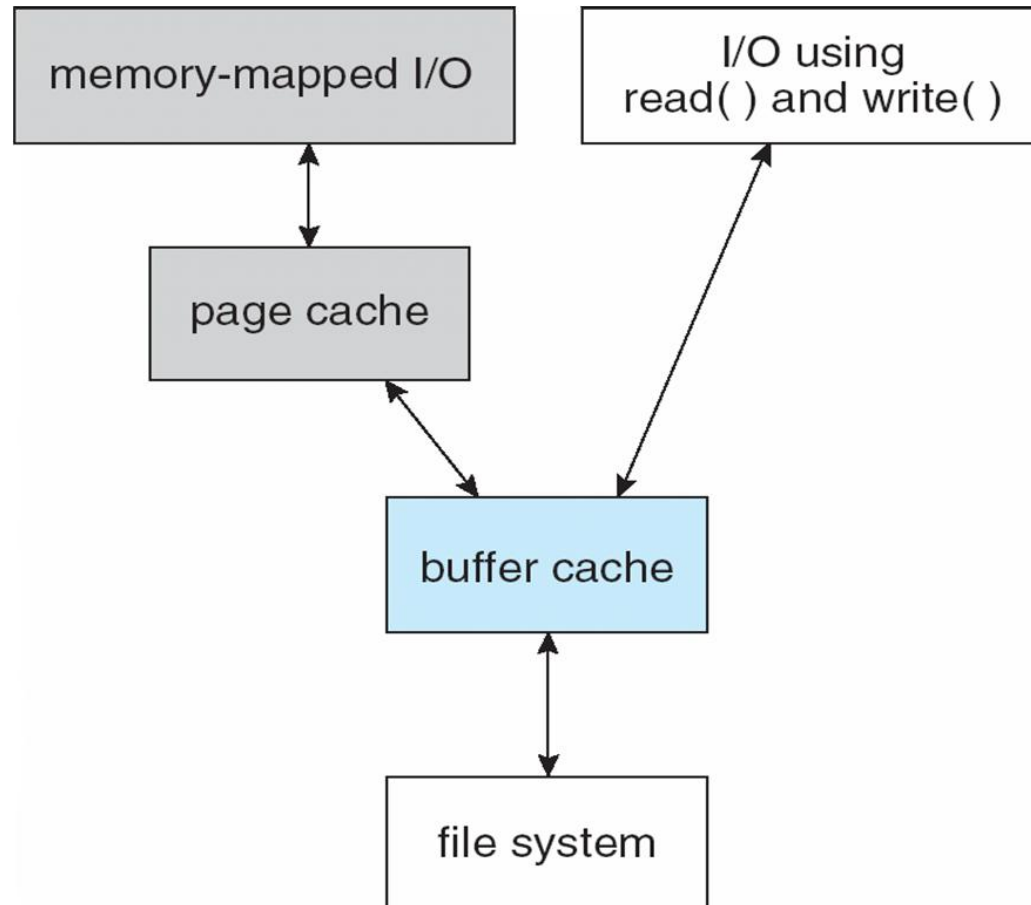 memory-mapped I/O
I/O using
read( ) and write( )
page cache
buffer cache
file system